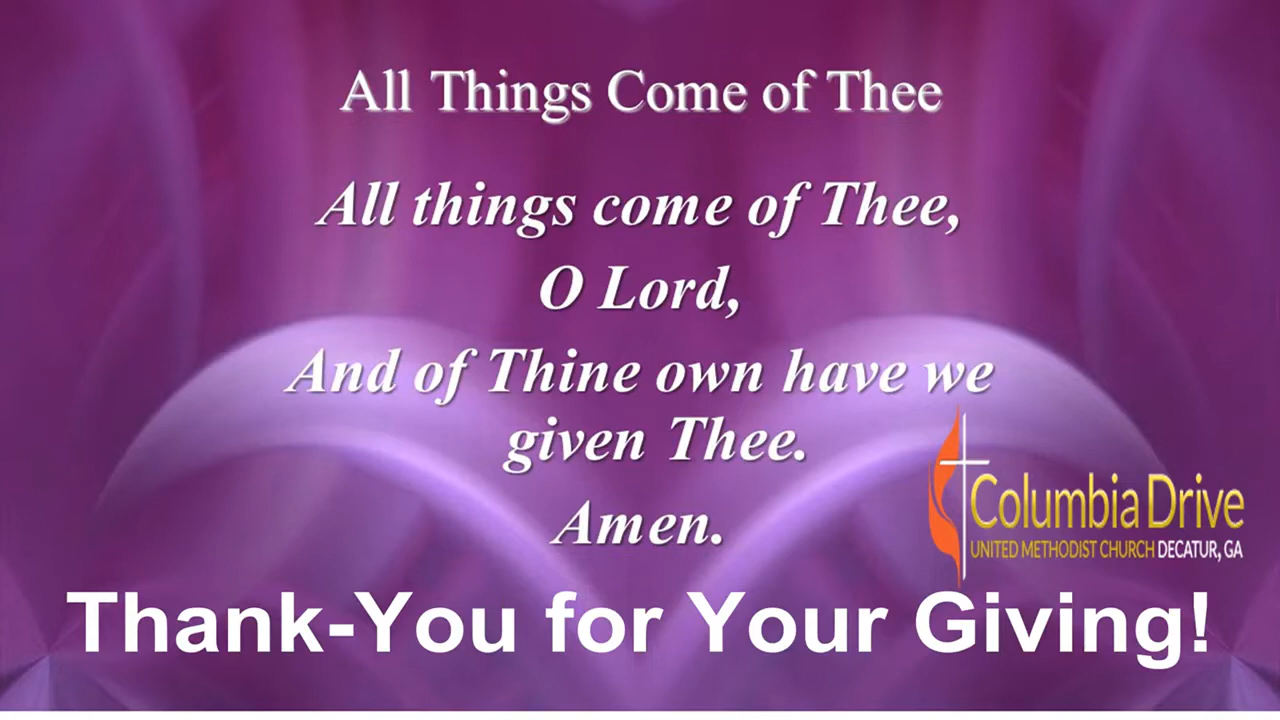 All Things Come of Thee
All things come of Thee,
O Lord,
And of Thine own have we
given Thee.
Amen.
Columbia Drive
UNITED METHODIST CHURCH DECATUR, GA
Thank-You for Your Giving!